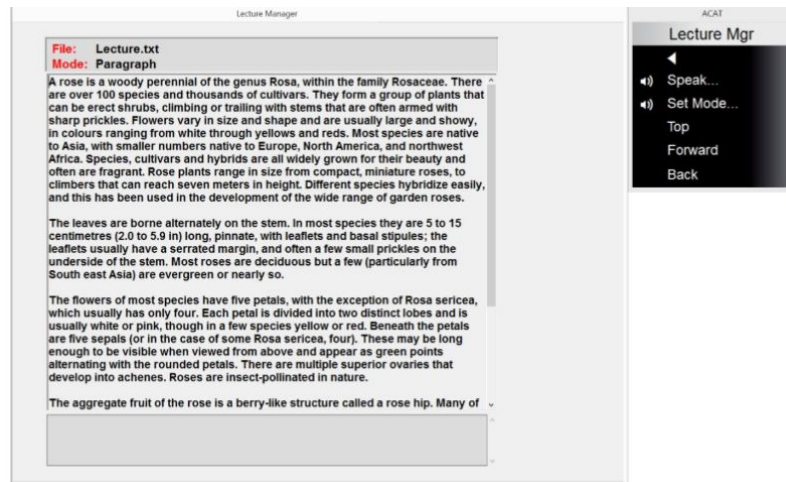 Lecture Manager
File: Lecture.txt
Mode: Paragraph
A rose is a woody perennial of the genus Rosa, within the family Rosaceae. There
are over 100 species and thousands of cultivars. They form a group of plants that
can be erect shrubs, climbing or trailing with stems that are often armed with
sharp prickles. Flowers vary in size and shape and are usually large and showy,
in colours ranging from white through yellows and reds. Most species are native
to Asia, with smaller numbers native to Europe, North America, and northwest
Africa. Species, cultivars and hybrids are all widely grown for their beauty and
often are fragrant. Rose plants range in size from compact, miniature roses, to
climbers that can reach seven meters in height. Different species hybridize easily,
and this has been used in the development of the wide range of garden roses.
The leaves are borne alternately on the stem. In most species they are 5 to 15
centimetres (2.0 to 5.9 in) long, pinnate, with leaflets and basal stipules; the
leaflets usually have a serrated margin, and often a few small prickles on the
underside of the stem. Most roses are deciduous but a few (particularly from
South east Asia) are evergreen or nearly so.
The flowers of most species have five petals, with the exception of Rosa sericea,
which usually has only four. Each petal is divided into two distinct lobes and is
usually white or pink, though in a few species yellow or red. Beneath the petals
are five sepals (or in the case of some Rosa sericea, four). These may be long
enough to be visible when viewed from above and appear as green points
alternating with the rounded petals. There are multiple superior ovaries that
develop into achenes. Roses are insect-pollinated in nature.
The aggregate fruit of the rose is a berry-like structure called a rose hip. Many of
ACAT
Lecture Mgr
Speak...
Set Mode...
Top
Forward
Back